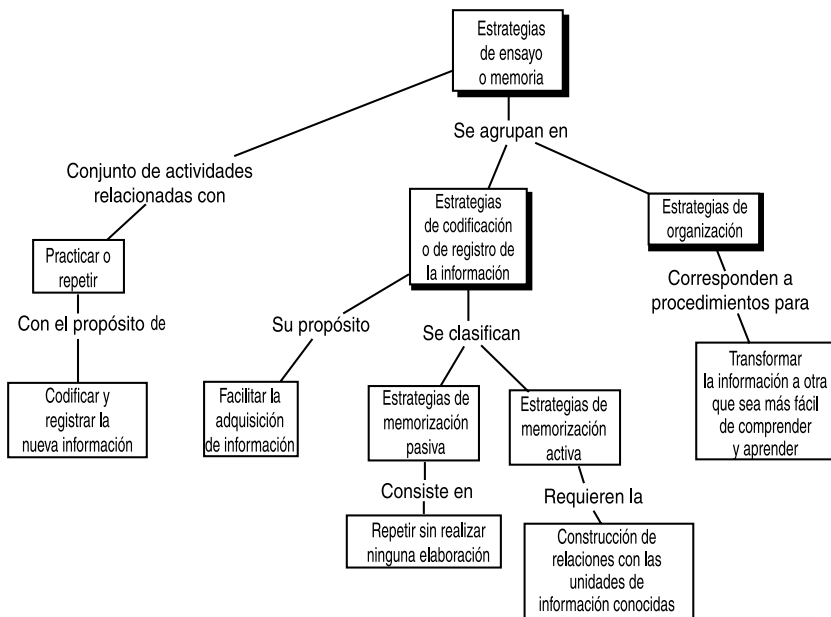 Estrategias
de ensayo
o memoria
Se agrupan en
Conjunto de actividades
relacionadas con
Practicar o
repetir
Con el propósito de
Codificar y
registrar la
nueva información
Estrategias
de codificación
o de registro de
la información
Su propósito
Facilitar la
adquisición
de información
Se clasifican
Estrategias de
memorización
pasiva
Consiste en
Repetir sin realizar
ninguna elaboración
Estrategias de
memorización
activa
Requieren la
Construcción de
relaciones con las
unidades de
información conocidas
Estrategias de
organización
Corresponden a
procedimientos para
Transformar
la información a otra
que sea más fácil
de comprender
y aprender